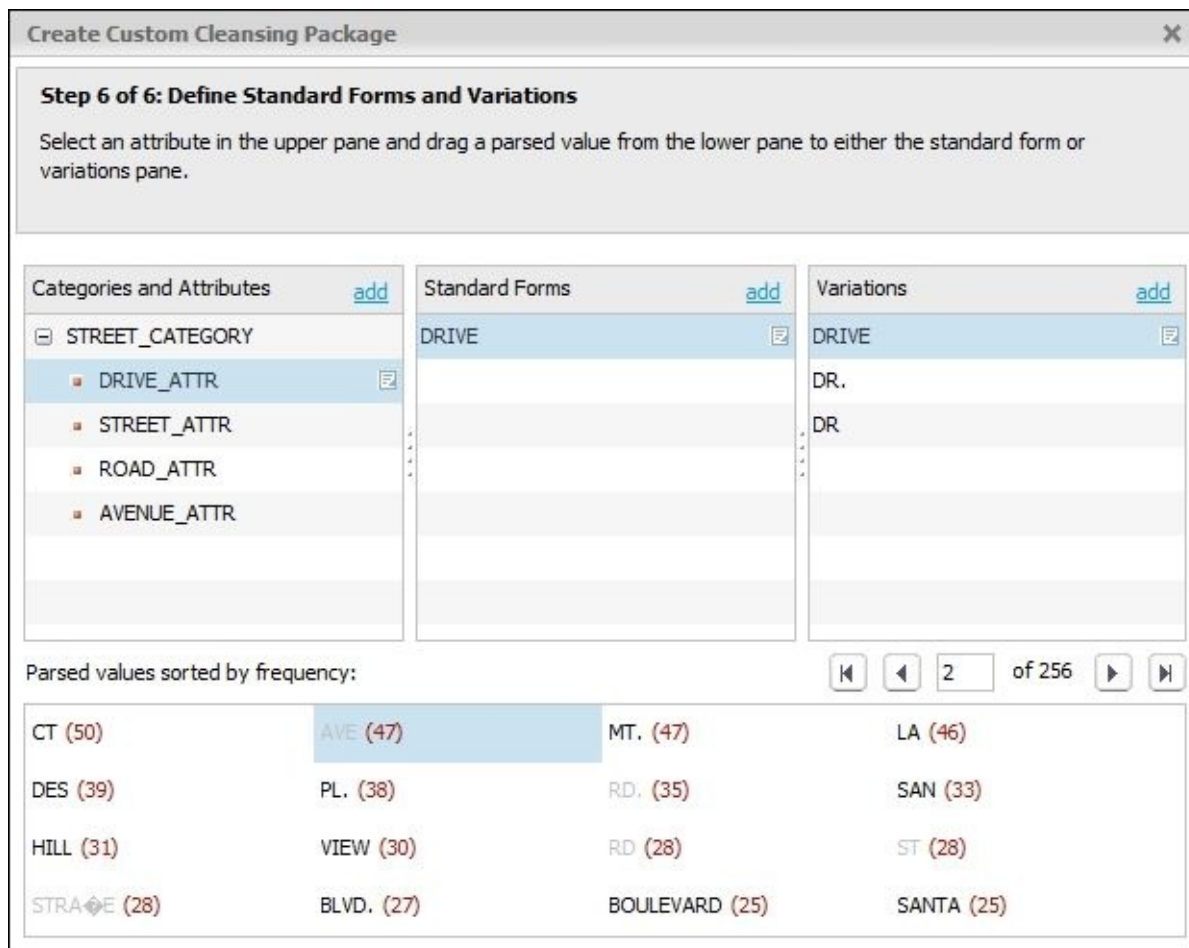 Create Custom Cleansing Package
Step 6 of 6: Define Standard Forms and Variations
Select an attribute in the upper pane and drag a parsed value from the lower pane to either the standard form or
variations pane.
Categories and Attributes add Standard Forms add Variations add
STREET_CATEGORY DRIVE DRIVE
DRIVE_ATTR DR.
STREET_ATTR DR
ROAD_ATTR
AVENUE_ATTR
Parsed values sorted by frequency: 2 of 256
CT (50) AVE (47) MT. (47) LA (46)
DES (39) PL. (38) RD. (35) SAN (33)
HILL (31) VIEW (30) RD (28) ST (28)
STRA�E (28) BLVD. (27) BOULEVARD (25) SANTA (25)